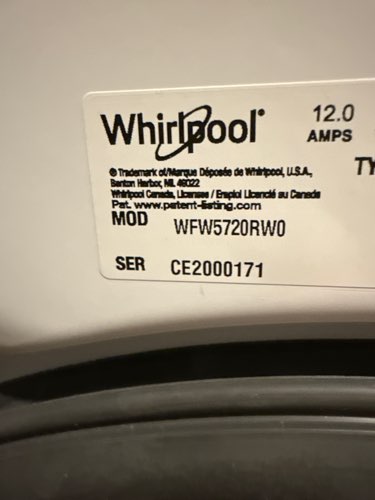 Whirlpool®
12.0
AMPS
TY
® Trademark of/Marque Déposée de Whirlpool, U.S.A.,
Benton Harbor, MI. 49022
Whirlpool Canada, Licensee / Emploi Licencié au Canada
Pat. www.patent-listing.com
MOD WFW5720RW0
SER CE2000171